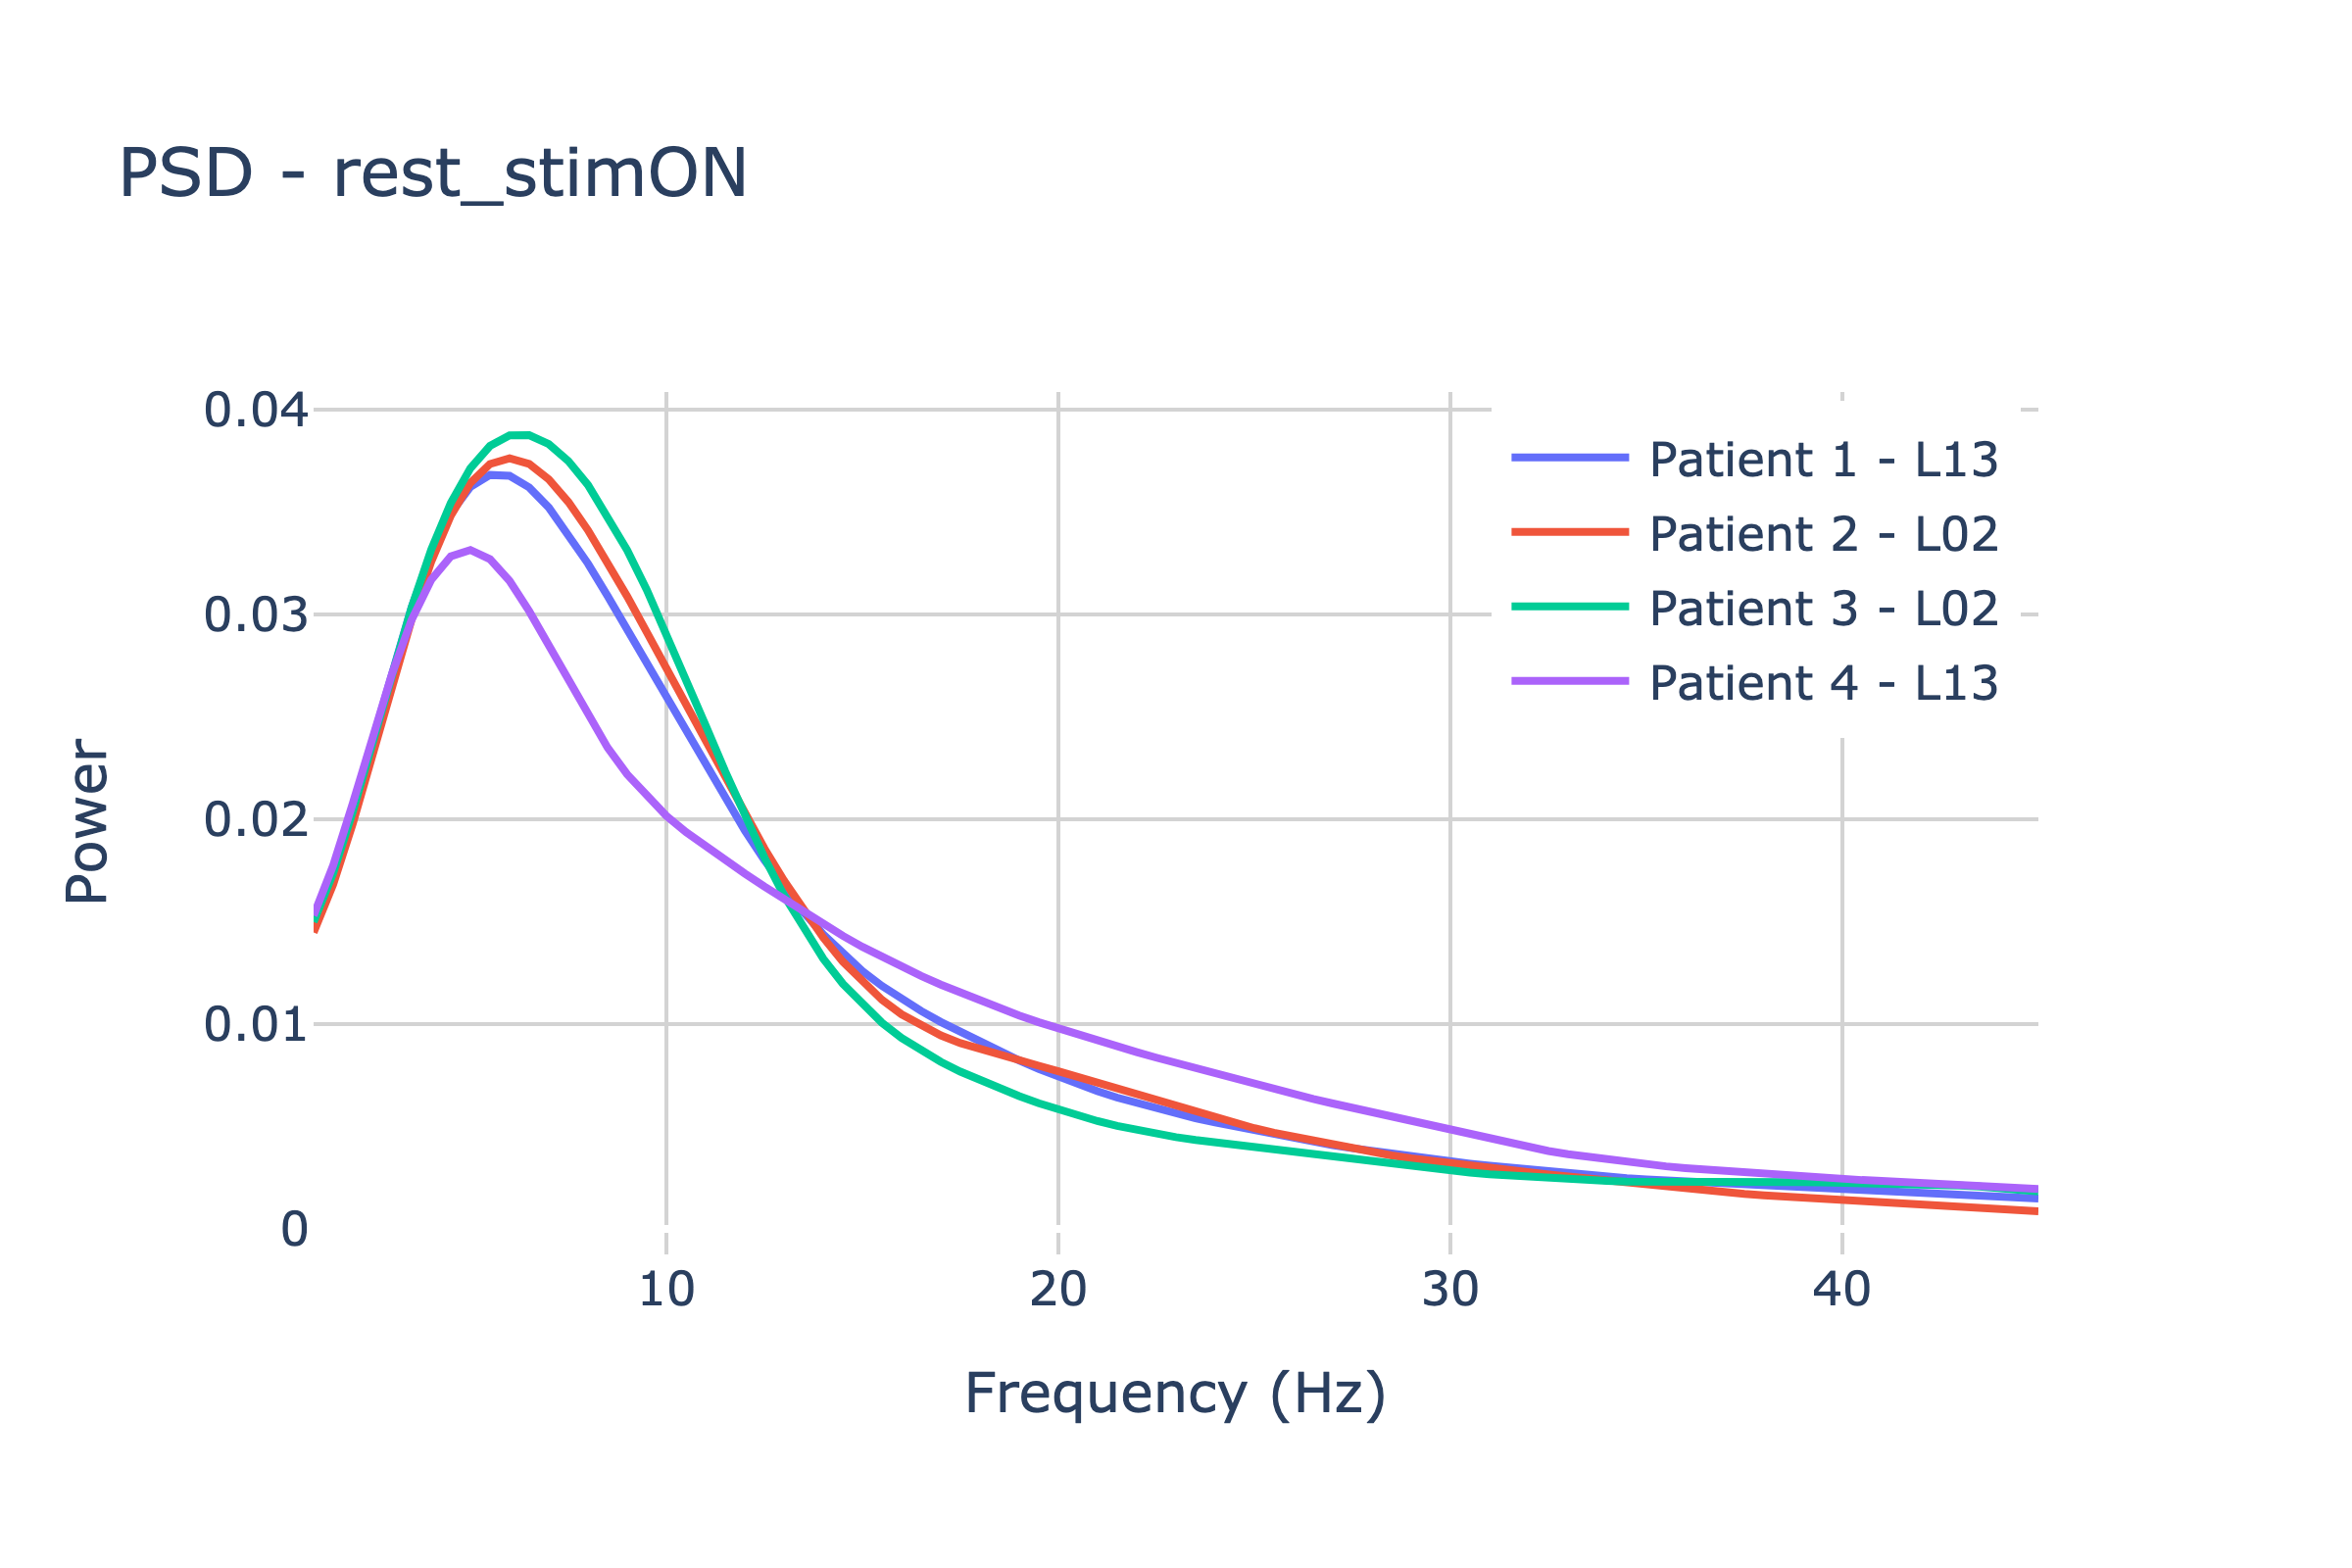 PSD - rest_stimON
0.04
0.03
0.02
0.01
0
Power
10 20 30 40
Frequency (Hz)
Patient 1 - L13
Patient 2 - L02
Patient 3 - L02
Patient 4 - L13